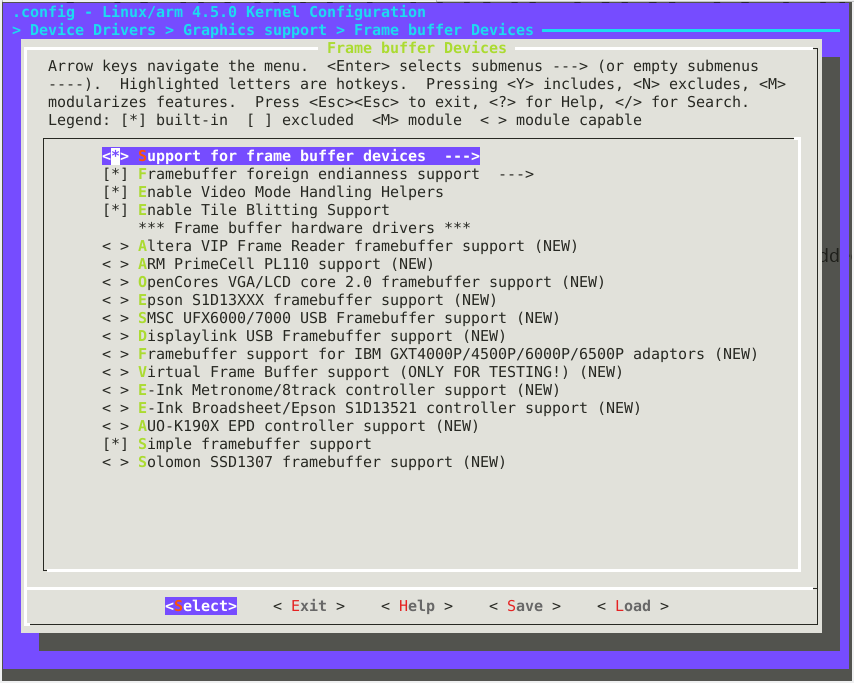 .config - Linux/arm 4.5.0 Kernel Configuration
> Device Drivers > Graphics support > Frame buffer Devices
Frame buffer Devices
Arrow keys navigate the menu.  <Enter> selects submenus ---> (or empty submenus
----).  Highlighted letters are hotkeys.  Pressing <Y> includes, <N> excludes, <M>
modularizes features.  Press <Esc><Esc> to exit, <?> for Help, </> for Search.
Legend: [*] built-in  [ ] excluded  <M> module  < > module capable
<*> Support for frame buffer devices  --->
[*] Framebuffer foreign endianness support  --->
[*] Enable Video Mode Handling Helpers
[*] Enable Tile Blitting Support
*** Frame buffer hardware drivers ***
< > Altera VIP Frame Reader framebuffer support (NEW)
< > ARM PrimeCell PL110 support (NEW)
< > OpenCores VGA/LCD core 2.0 framebuffer support (NEW)
< > Epson S1D13XXX framebuffer support (NEW)
< > SMSC UFX6000/7000 USB Framebuffer support (NEW)
< > Displaylink USB Framebuffer support (NEW)
< > Framebuffer support for IBM GXT4000P/4500P/6000P/6500P adaptors (NEW)
< > Virtual Frame Buffer support (ONLY FOR TESTING!) (NEW)
< > E-Ink Metronome/8track controller support (NEW)
< > E-Ink Broadsheet/Epson S1D13521 controller support (NEW)
< > AUO-K190X EPD controller support (NEW)
[*] Simple framebuffer support
< > Solomon SSD1307 framebuffer support (NEW)
<Select>    < Exit >    < Help >    < Save >    < Load >